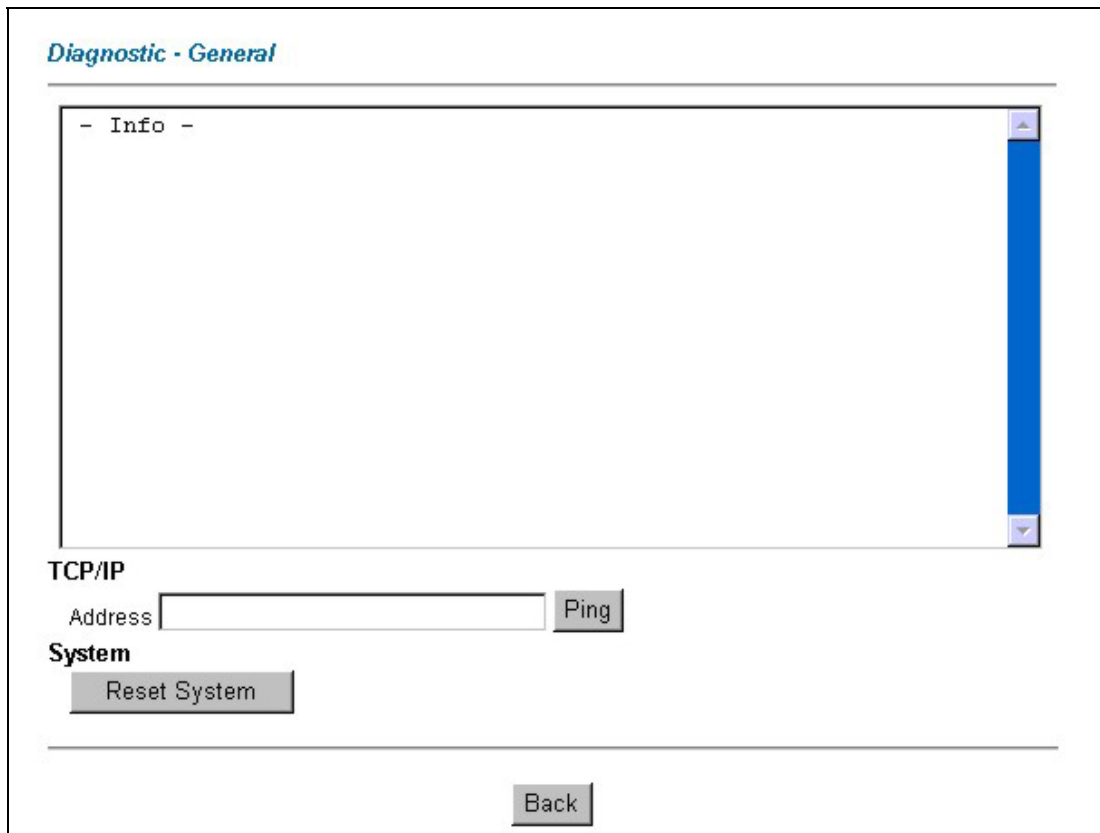 Diagnostic - General
- Info -
TCP/IP
Address Ping
System
Reset System
Back